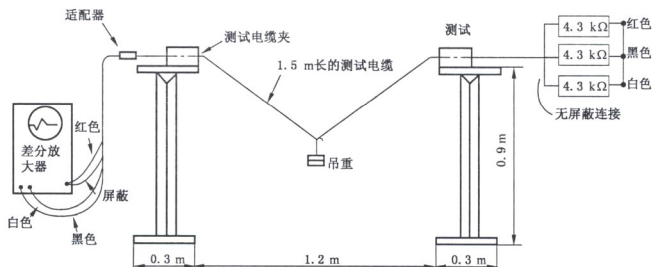 适配器
测试电缆夹
1.5 m长的测试电缆
测试
4.3 kΩ
红色
4.3 kΩ
黑色
4.3 kΩ
白色
无屏蔽连接
差分放
大器
红色
屏蔽
白色
黑色
吊重
0.9 m
0.3 m
1.2 m
0.3 m